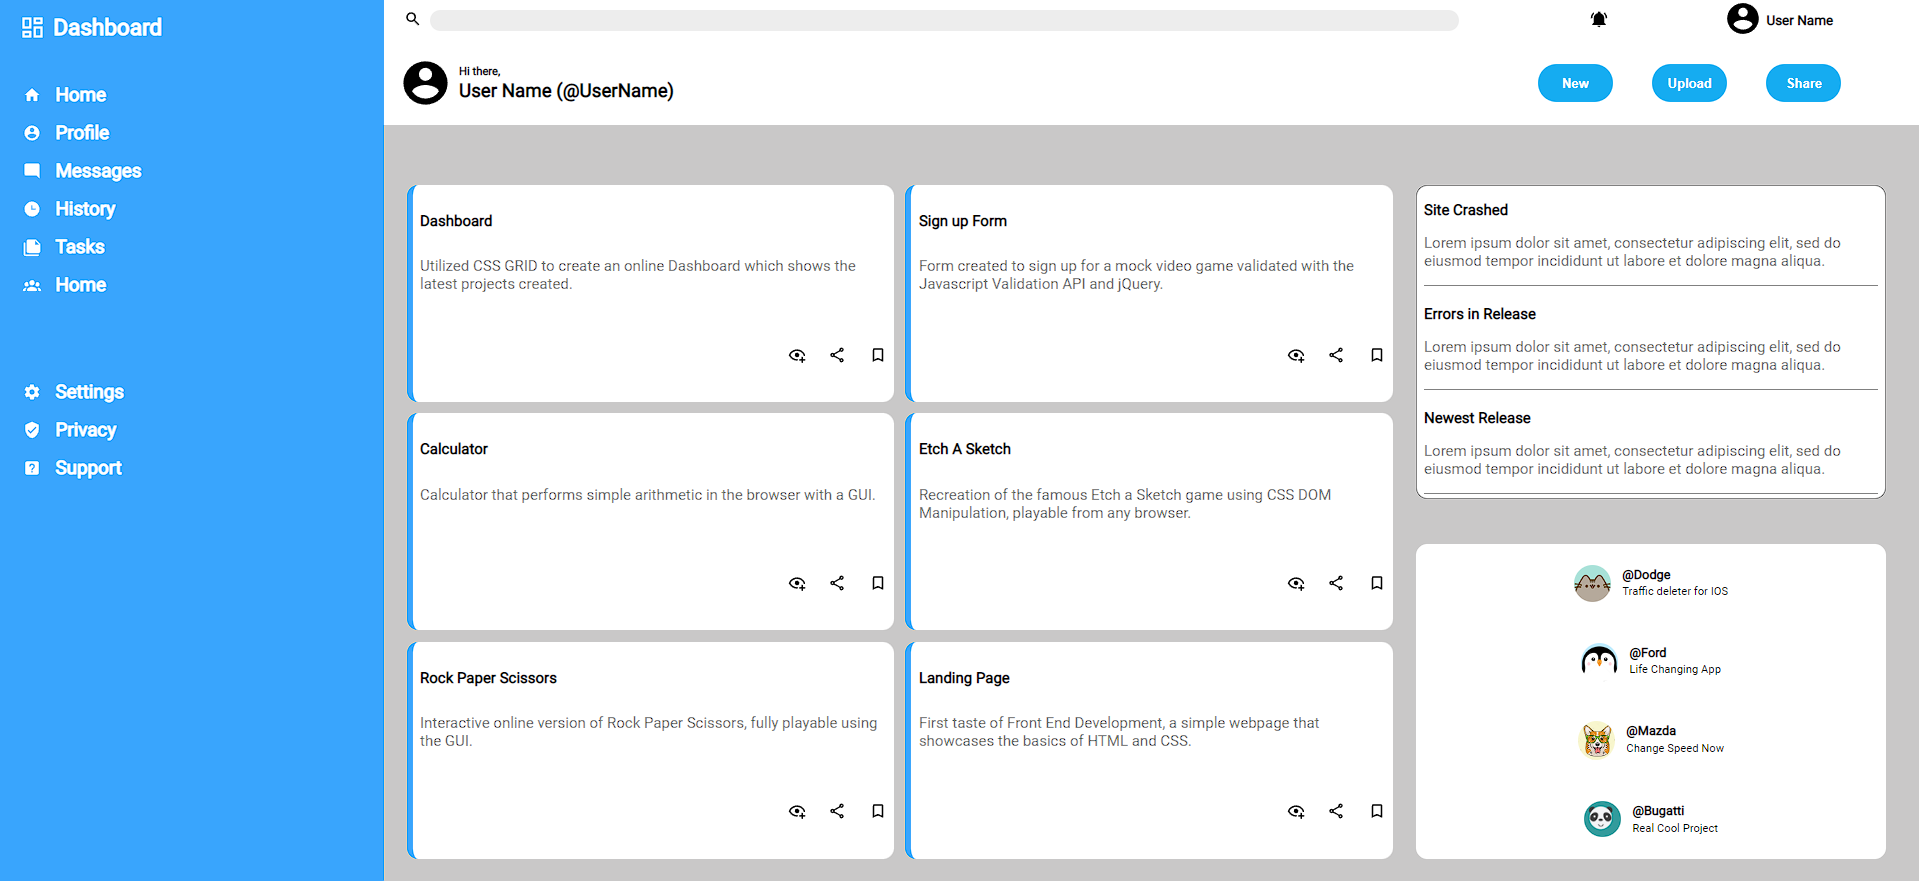 Dashboard
Home
Profile
Messages
History
Tasks
Home
Settings
Privacy
Support
User Name
Hi there,
User Name (@UserName)
New
Upload
Share
Dashboard
Utilized CSS GRID to create an online Dashboard which shows the
latest projects created.
Sign up Form
Form created to sign up for a mock video game validated with the
Javascript Validation API and jQuery.
Calculator
Calculator that performs simple arithmetic in the browser with a GUI.
Etch A Sketch
Recreation of the famous Etch a Sketch game using CSS DOM
Manipulation, playable from any browser.
Rock Paper Scissors
Interactive online version of Rock Paper Scissors, fully playable using
the GUI.
Landing Page
First taste of Front End Development, a simple webpage that
showcases the basics of HTML and CSS.
Site Crashed
Lorem ipsum dolor sit amet, consectetur adipiscing elit, sed do
eiusmod tempor incididunt ut labore et dolore magna aliqua.
Errors in Release
Lorem ipsum dolor sit amet, consectetur adipiscing elit, sed do
eiusmod tempor incididunt ut labore et dolore magna aliqua.
Newest Release
Lorem ipsum dolor sit amet, consectetur adipiscing elit, sed do
eiusmod tempor incididunt ut labore et dolore magna aliqua.
@Dodge
Traffic deleter for IOS
@Ford
Life Changing App
@Mazda
Change Speed Now
@Bugatti
Real Cool Project